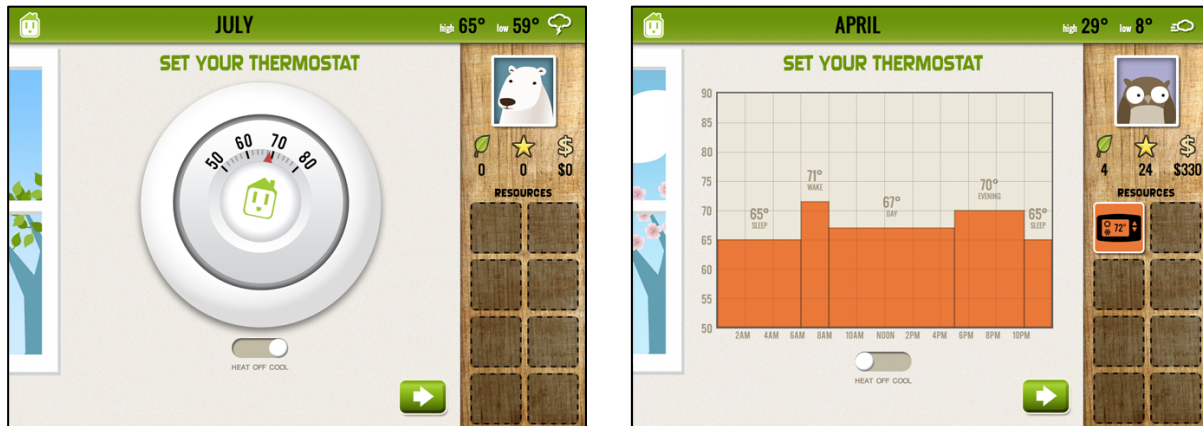 JULY
high 65° low 59°
SET YOUR THERMOSTAT
50 60 70 80
HEAT OFF COOL
0 0 $0
RESOURCES
APRIL
high 29° low 8°
SET YOUR THERMOSTAT
90
85
80
75
70
65
60
55
50
65°
SLEEP
71°
WAKE
67°
DAY
70°
EVENING
65°
SLEEP
2AM 4AM 6AM 8AM 10AM NOON 2PM 4PM 6PM 8PM 10PM
HEAT OFF COOL
4 24 $330
RESOURCES
72°